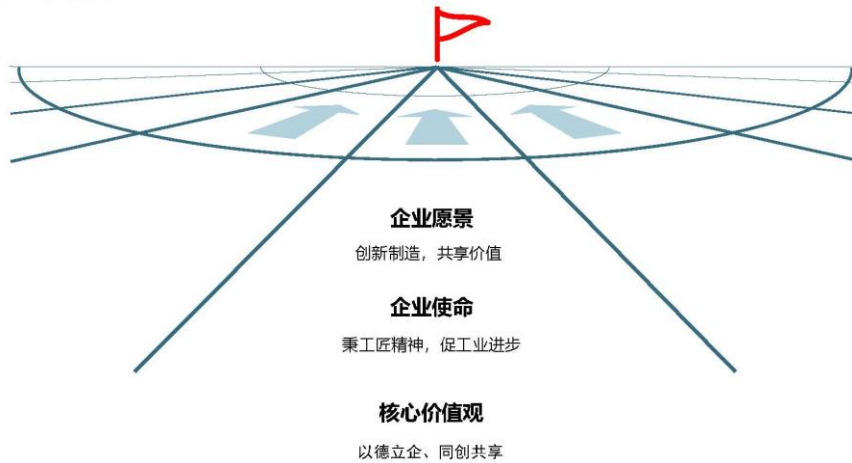 企业愿景
创新制造，共享价值
企业使命
秉工匠精神，促工业进步
核心价值观
以德立企、同创共享